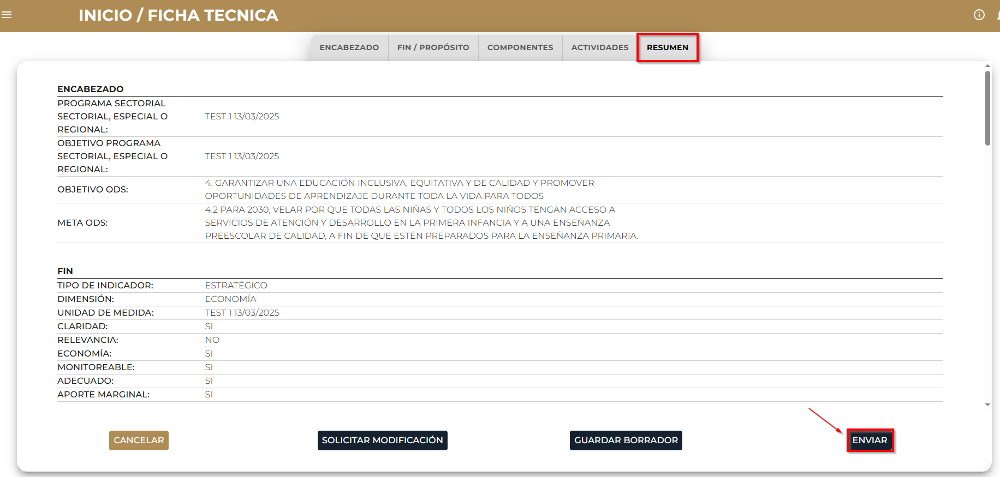 INICIO / FICHA TECNICA
ENCABEZADO
FIN / PROPÓSITO
COMPONENTES
ACTIVIDADES
RESUMEN
ENCABEZADO
PROGRAMA SECTORIAL
SECTORIAL, ESPECIAL O
REGIONAL:
TEST 1 13/03/2025
OBJETIVO PROGRAMA
SECTORIAL, ESPECIAL O
REGIONAL:
TEST 1 13/03/2025
OBJETIVO ODS:
4. GARANTIZAR UNA EDUCACIÓN INCLUSIVA, EQUITATIVA Y DE CALIDAD Y PROMOVER
OPORTUNIDADES DE APRENDIZAJE DURANTE TODA LA VIDA PARA TODOS
META ODS:
4.2 PARA 2030, VELAR POR QUE TODAS LAS NIÑAS Y TODOS LOS NIÑOS TENGAN ACCESO A
SERVICIOS DE ATENCIÓN Y DESARROLLO EN LA PRIMERA INFANCIA Y A UNA ENSEÑANZA
PREESCOLAR DE CALIDAD, A FIN DE QUE ESTÉN PREPARADOS PARA LA ENSEÑANZA PRIMARIA.
FIN
TIPO DE INDICADOR: ESTRATÉGICO
DIMENSIÓN: ECONOMÍA
UNIDAD DE MEDIDA: TEST 1 13/03/2025
CLARIDAD: SI
RELEVANCIA: NO
ECONOMÍA: SI
MONITOREABLE: SI
ADECUADO: SI
APORTE MARGINAL: SI
CANCELAR
SOLICITAR MODIFICACIÓN
GUARDAR BORRADOR
ENVIAR